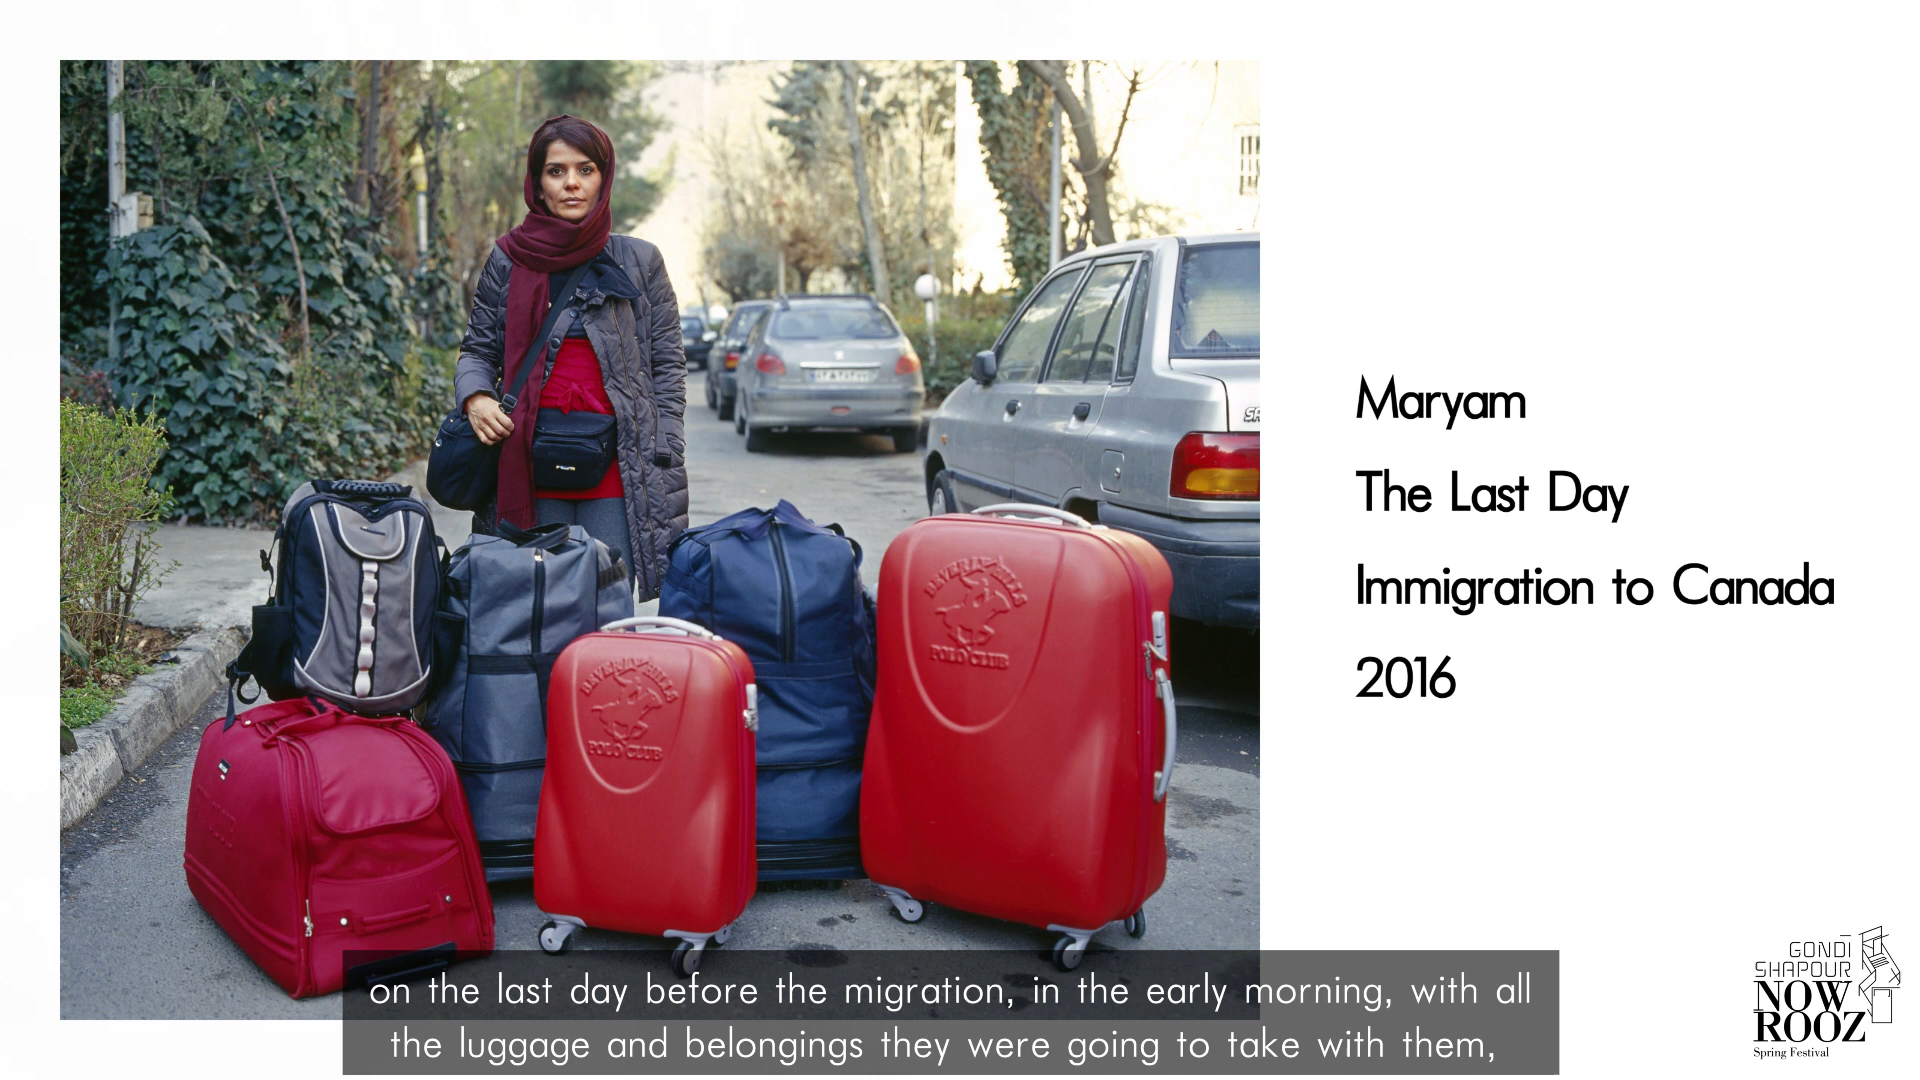 Maryam
The Last Day
Immigration to Canada
2016
BEVERLY HILLS
POLO CLUB
BEVERLY HILLS
POLO CLUB
on the last day before the migration, in the early morning, with all
the luggage and belongings they were going to take with them,
GONDI
SHAPOUR
NOW
ROOZ
Spring Festival